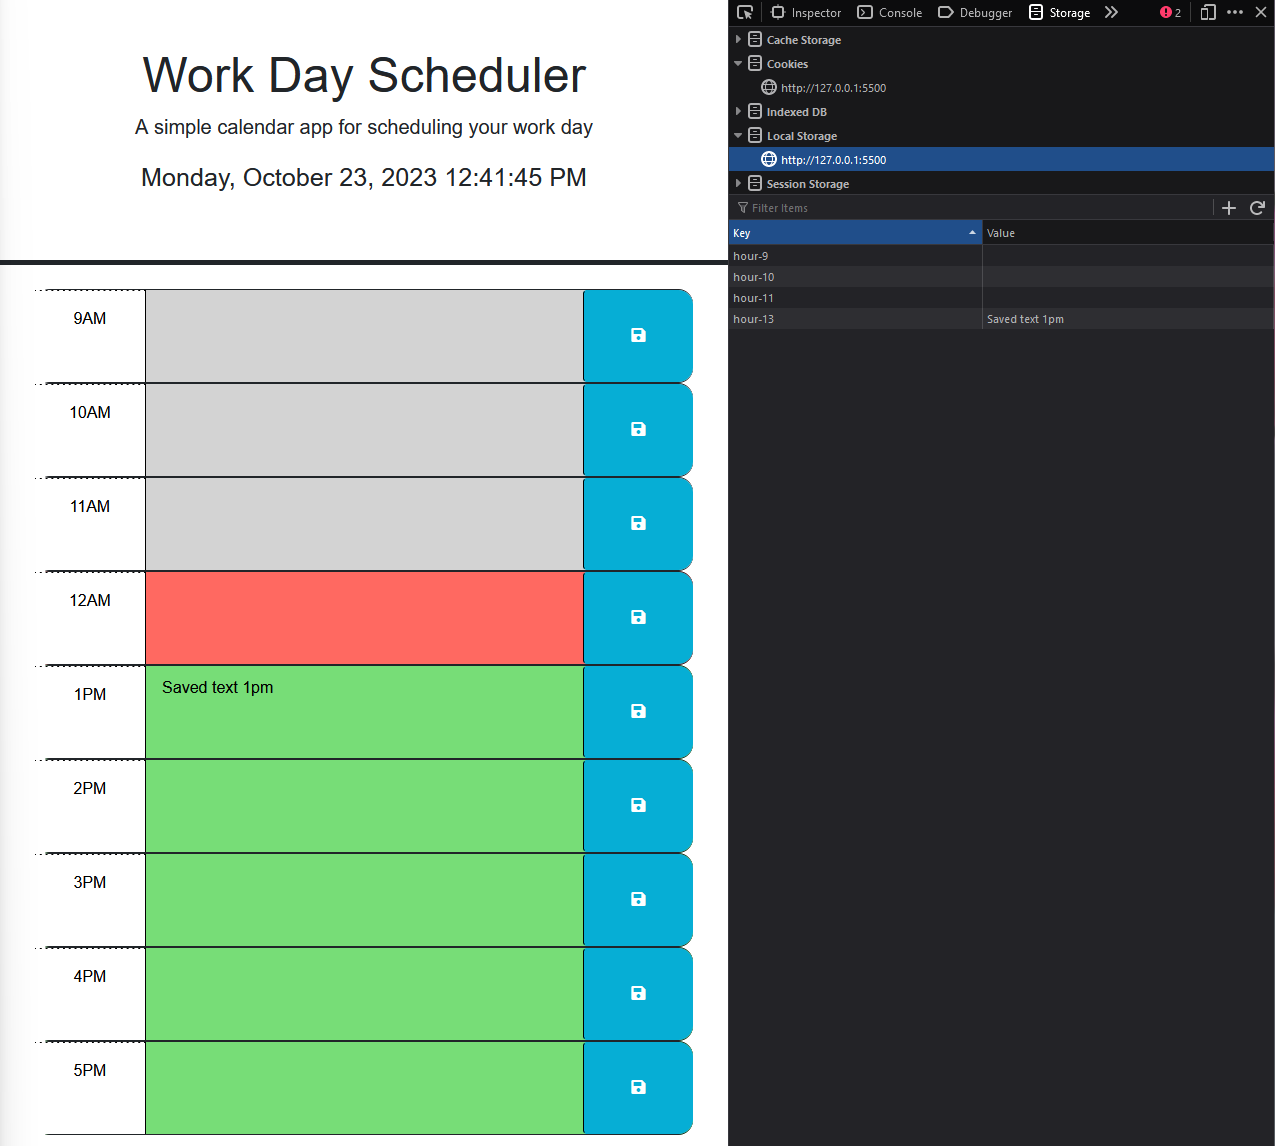 Work Day Scheduler
A simple calendar app for scheduling your work day
Monday, October 23, 2023 12:41:45 PM
9AM
10AM
11AM
12AM
1PM Saved text 1pm
2PM
3PM
4PM
5PM
Inspector Console Debugger Storage 2
Cache Storage
Cookies
http://127.0.0.1:5500
Indexed DB
Local Storage
http://127.0.0.1:5500
Session Storage
Filter Items
Key Value
hour-9
hour-10
hour-11
hour-13 Saved text 1pm